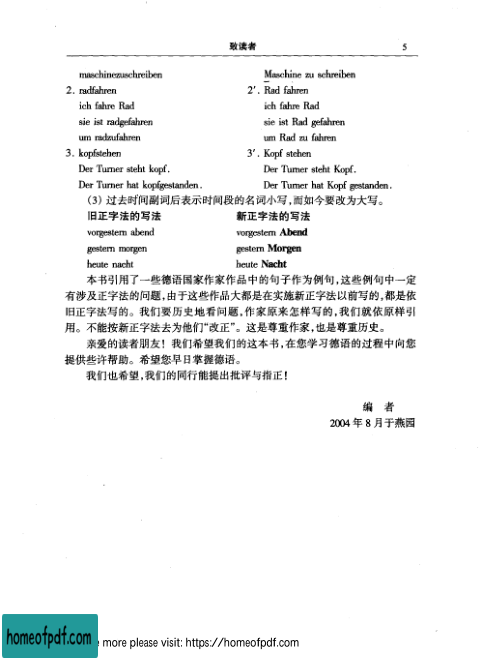 致读者 5
maschinezuschreiben Maschine zu schreiben
2. radfahren 2′. Rad fahren
ich fahre Rad ich fahre Rad
sie ist radgefahren sie ist Rad gefahren
um radzufahren um Rad zu fahren
3. kopfstehen 3′. Kopf stehen
Der Turner steht kopf. Der Turner steht Kopf.
Der Turner hat kopfgestanden. Der Turner hat Kopf gestanden.
(3) 过去时间副词后表示时间段的名词小写,而如今要改为大写。
旧正字法的写法 新正字法的写法
vorgestern abend vorgestern Abend
gestern morgen gestern Morgen
heute nacht heute Nacht
本书引用了一些德语国家作家作品中的句子作为例句,这些例句中一定
有涉及正字法的问题,由于这些作品大都是在实施新正字法以前写的,都是依
旧正字法写的。我们要历史地看问题,作家原来怎样写的,我们就依原样引
用。不能按新正字法去为他们“改正”。这是尊重作家,也是尊重历史。
亲爱的读者朋友!我们希望我们的这本书,在您学习德语的过程中向您
提供些许帮助。希望您早日掌握德语。
我们也希望,我们的同行能提出批评与指正!
编 者
2004 年 8 月于燕园
homeofpdf.com
e more please visit: https://homeofpdf.com